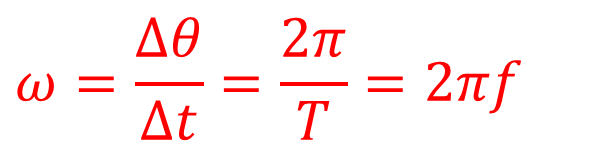 ω = Δθ/Δt = 2π/T = 2πf